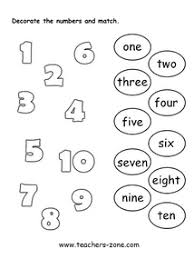 Decorate the numbers and match.
1 6
one
two
2
three
3 4
four
five
5 10
six
seven
eight
7 8
nine
9
ten
www.teachers-zone.com